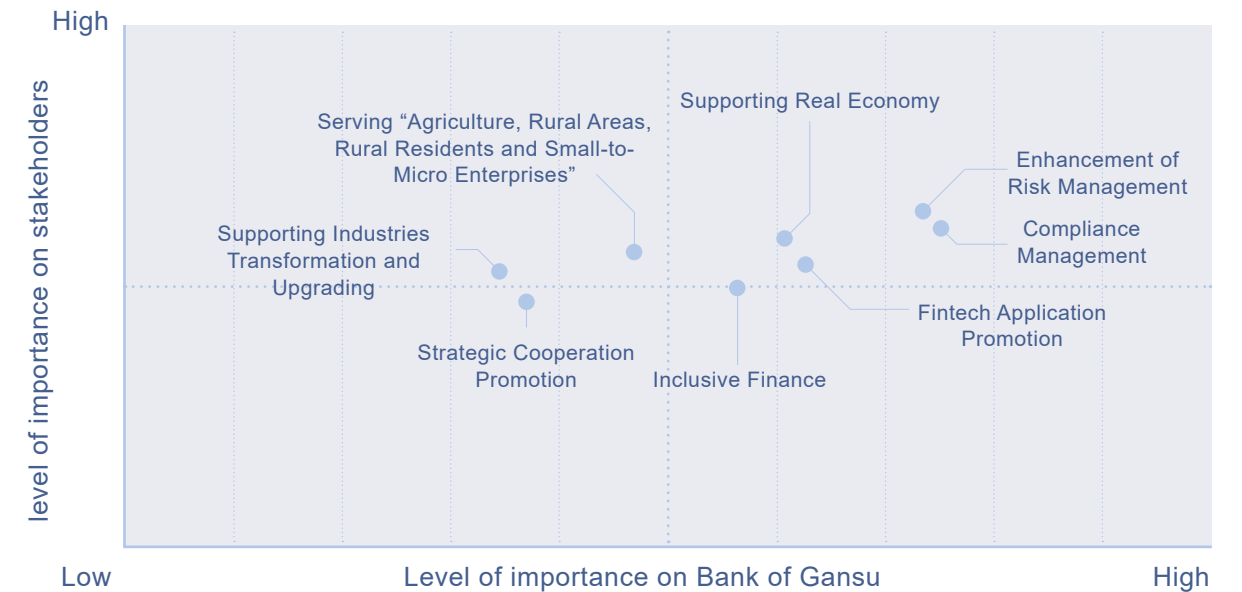 High
level of importance on stakeholders
Supporting Real Economy
Serving “Agriculture, Rural Areas,
Rural Residents and Small-to-
Micro Enterprises”
Enhancement of
Risk Management
Compliance
Management
Supporting Industries
Transformation and
Upgrading
Fintech Application
Promotion
Strategic Cooperation
Promotion
Inclusive Finance
Low
Level of importance on Bank of Gansu
High